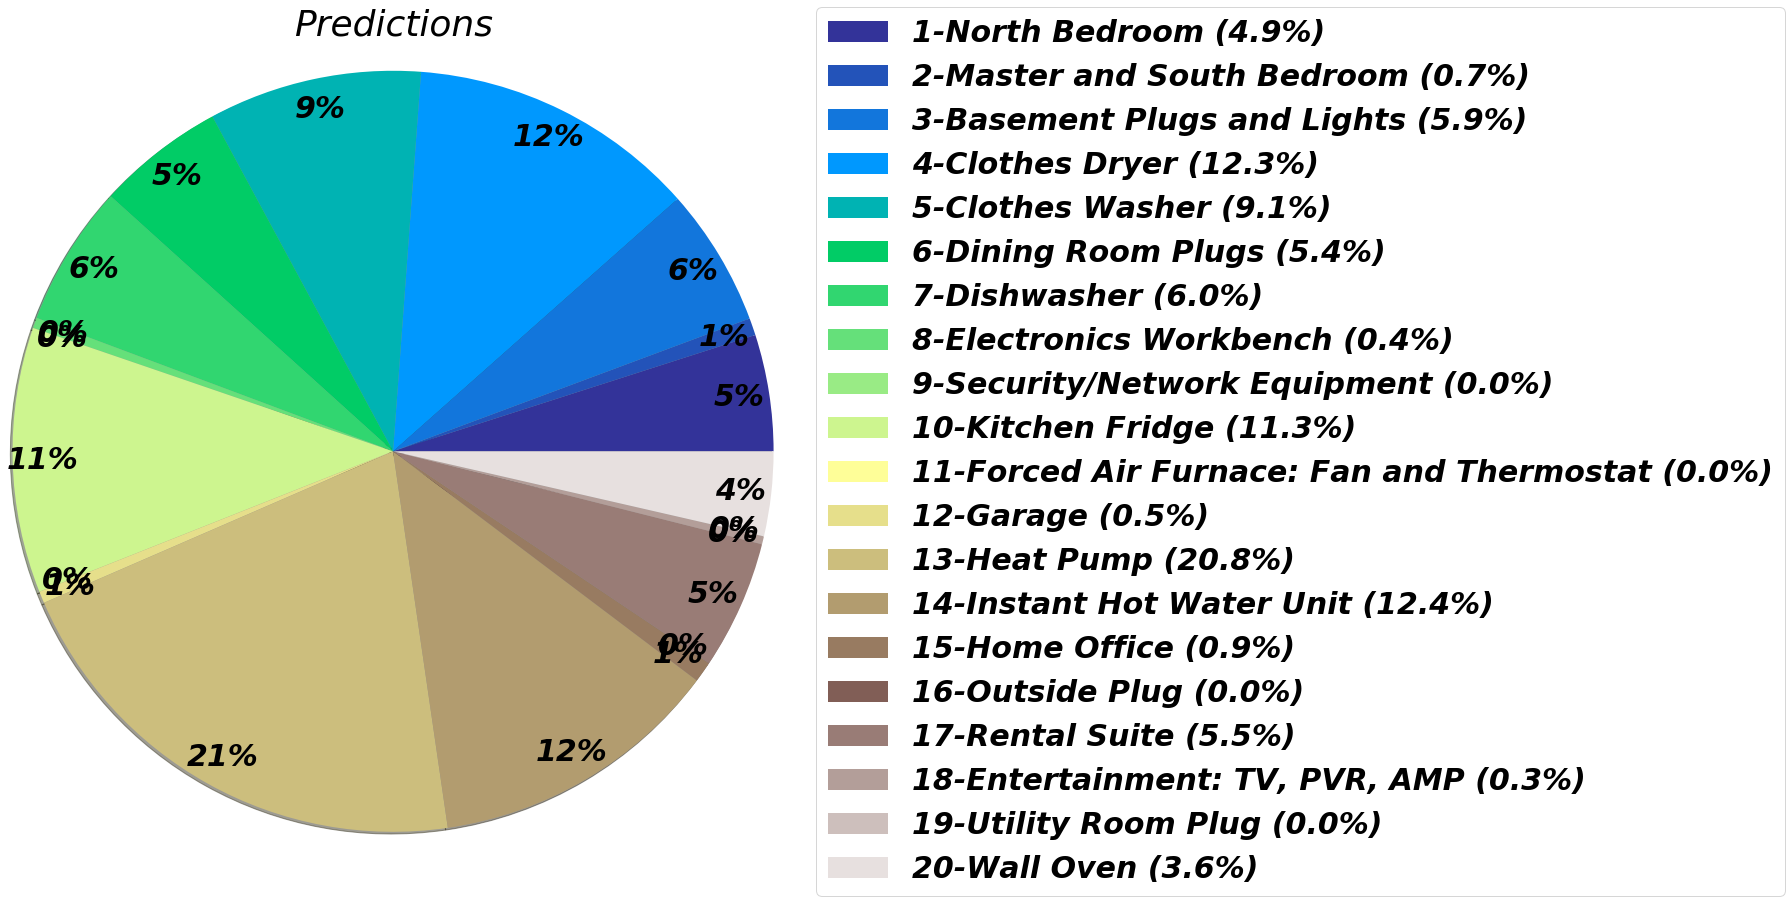 Predictions
9%
12%
5%
6%
6%
0%
0%
1%
5%
11%
4%
0%
0%
0%
1%
5%
0%
1%
21%
12%
1-North Bedroom (4.9%)
2-Master and South Bedroom (0.7%)
3-Basement Plugs and Lights (5.9%)
4-Clothes Dryer (12.3%)
5-Clothes Washer (9.1%)
6-Dining Room Plugs (5.4%)
7-Dishwasher (6.0%)
8-Electronics Workbench (0.4%)
9-Security/Network Equipment (0.0%)
10-Kitchen Fridge (11.3%)
11-Forced Air Furnace: Fan and Thermostat (0.0%)
12-Garage (0.5%)
13-Heat Pump (20.8%)
14-Instant Hot Water Unit (12.4%)
15-Home Office (0.9%)
16-Outside Plug (0.0%)
17-Rental Suite (5.5%)
18-Entertainment: TV, PVR, AMP (0.3%)
19-Utility Room Plug (0.0%)
20-Wall Oven (3.6%)